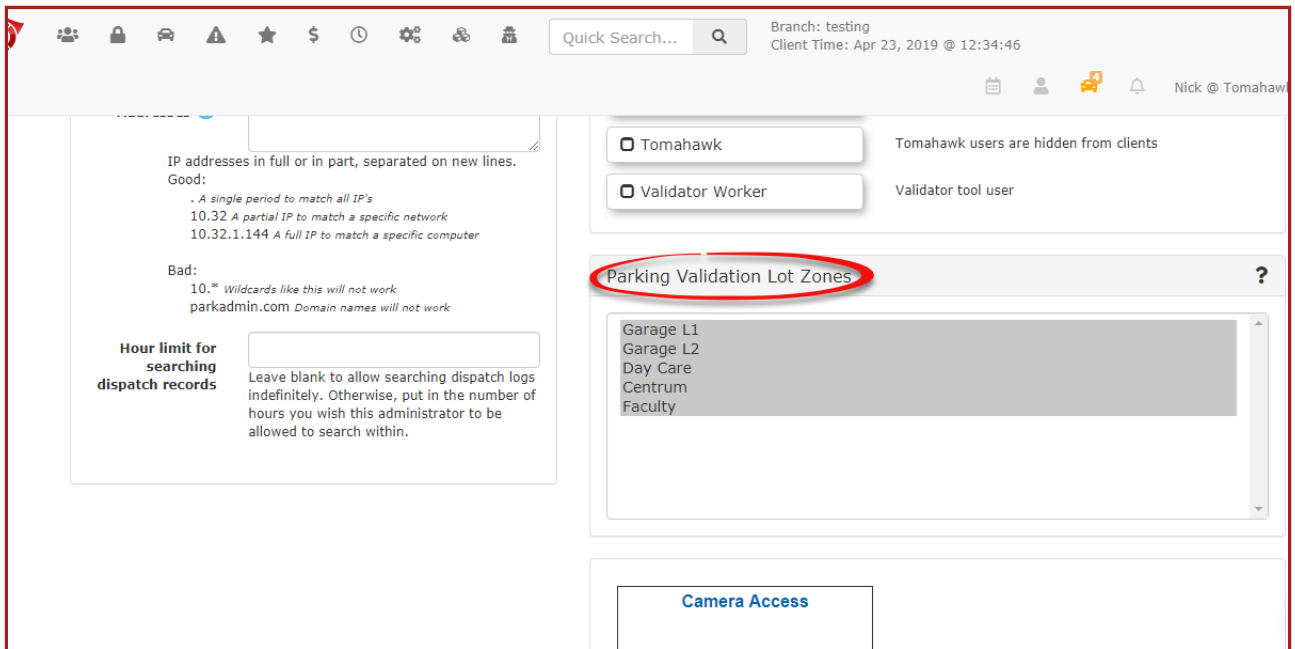 Quick Search...
Branch: testing
Client Time: Apr 23, 2019 @ 12:34:46
4
Nick @ Tomahawk
IP addresses in full or in part, separated on new lines.
Good:
. A single period to match all IP's
10.32 A partial IP to match a specific network
10.32.1.144 A full IP to match a specific computer
Bad:
10.* Wildcards like this will not work
parkadmin.com Domain names will not work
Hour limit for
searching
dispatch records
Leave blank to allow searching dispatch logs
indefinitely. Otherwise, put in the number of
hours you wish this administrator to be
allowed to search within.
Tomahawk
Tomahawk users are hidden from clients
Validator Worker
Validator tool user
Parking Validation Lot Zones
?
Garage L1
Garage L2
Day Care
Centrum
Faculty
Camera Access